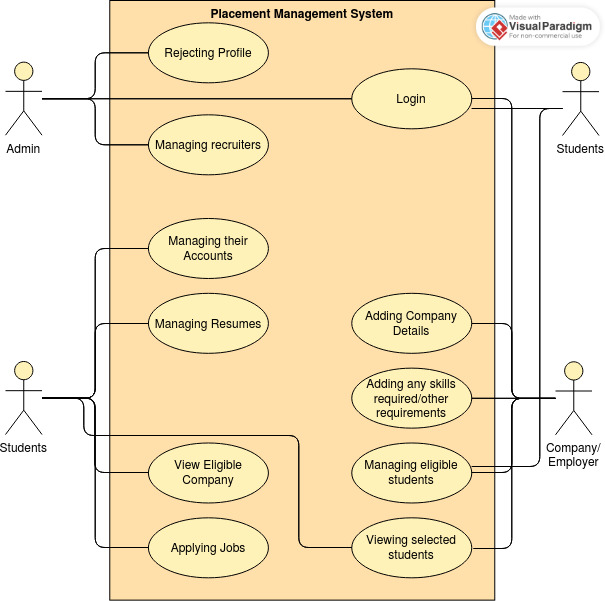 Placement Management System
Made with
VisualParadigm
For non-commercial use
Rejecting Profile
Login
Admin
Students
Managing recruiters
Managing their
Accounts
Managing Resumes
Adding Company
Details
Adding any skills
required/other
requirements
Students
Company/
Employer
View Eligible
Company
Managing eligible
students
Applying Jobs
Viewing selected
students